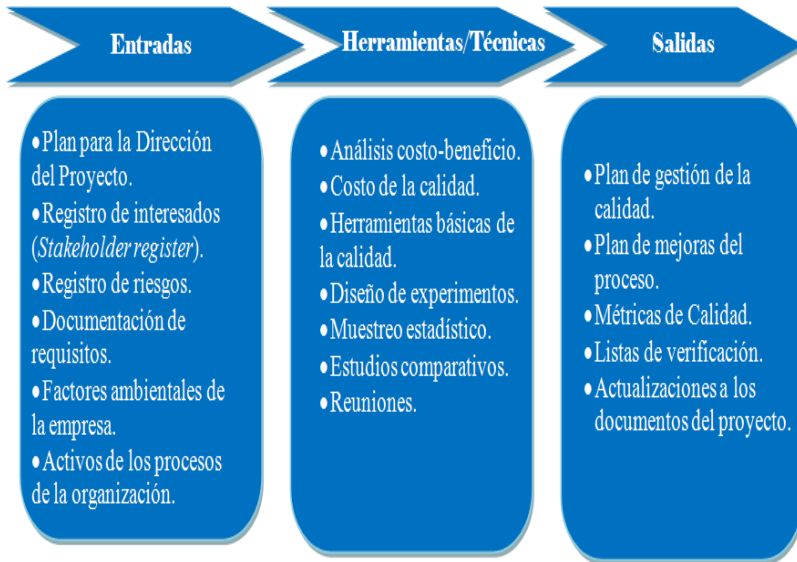 Entradas
Herramientas/Técnicas
Salidas
•Plan para la Dirección
del Proyecto.
•Registro de interesados
(Stakeholder register).
•Registro de riesgos.
•Documentación de
requisitos.
•Factores ambientales de
la empresa.
•Activos de los procesos
de la organización.
•Análisis costo-beneficio.
•Costo de la calidad.
•Herramientas básicas de
la calidad.
•Diseño de experimentos.
•Muestreo estadístico.
•Estudios comparativos.
•Reuniones.
•Plan de gestión de la
calidad.
•Plan de mejoras del
proceso.
•Métricas de Calidad.
•Listas de verificación.
•Actualizaciones a los
documentos del proyecto.